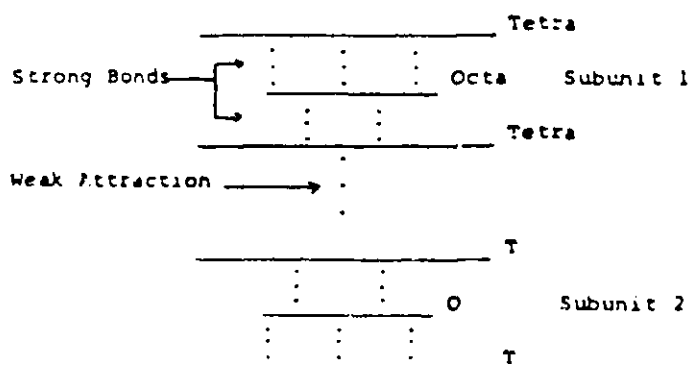 Tetra
Strong Bonds Octa Subunit 1
Tetra
Weak Attraction
T
O Subunit 2
T